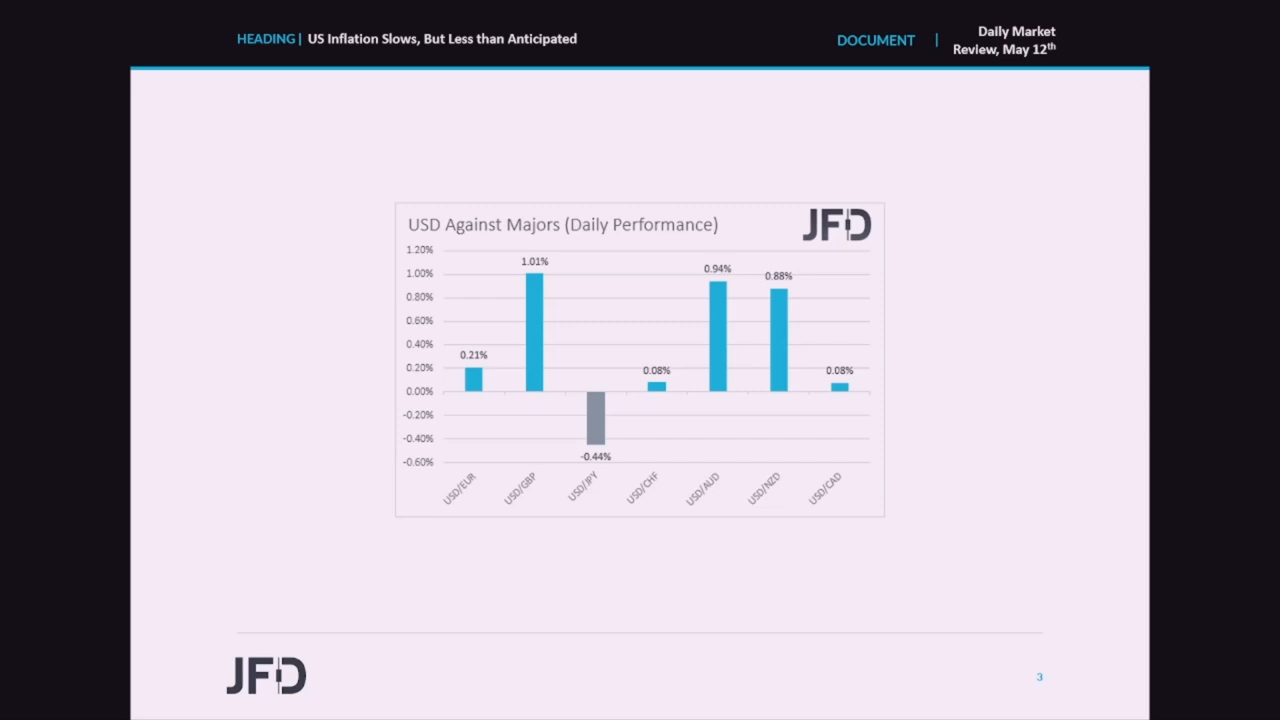 HEADING | US Inflation Slows, But Less than Anticipated
DOCUMENT | Daily Market
Review, May 12th
USD Against Majors (Daily Performance)
JFD
1.20%
1.00%
0.80%
0.60%
0.40%
0.20%
0.00%
-0.20%
-0.40%
-0.60%
0.21%
1.01%
-0.44%
0.08%
0.94%
0.88%
0.08%
USD/EUR
USD/GBP
USD/JPY
USD/CHF
USD/AUD
USD/NZD
USD/CAD
JFD
3